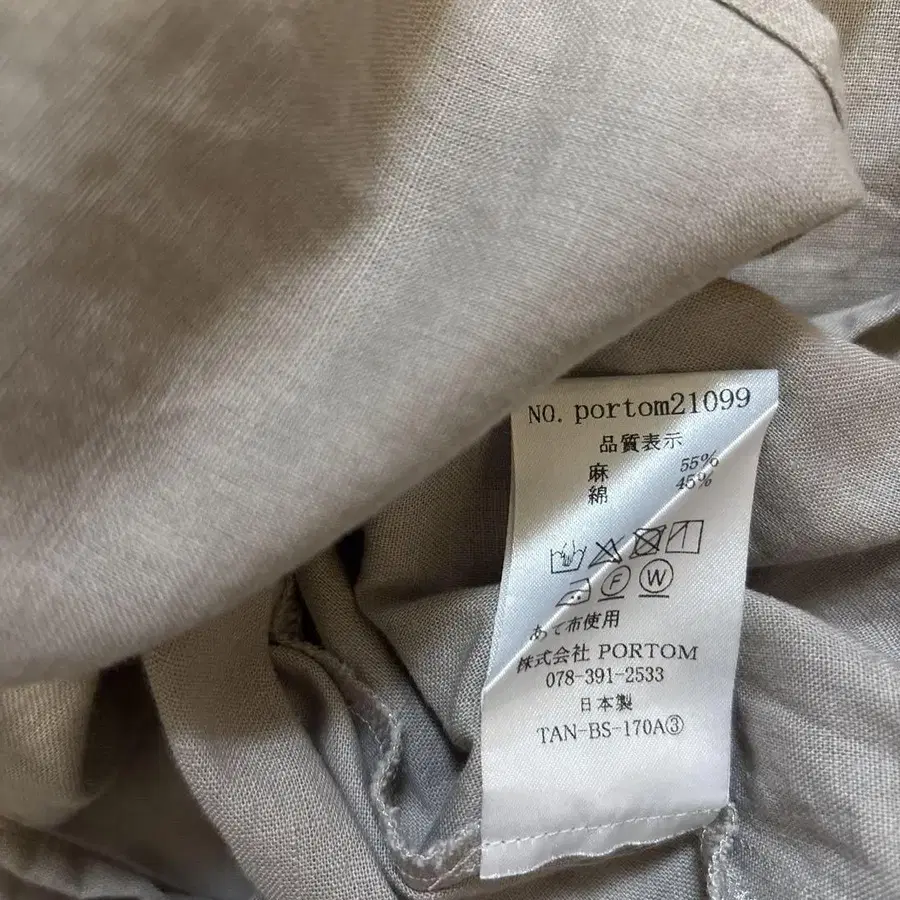 NO. portom21099
品質表示
麻 55%
綿 45%
F W
あて布使用
株式会社 PORTOM
078-391-2533
日本製
TAN-BS-170A③